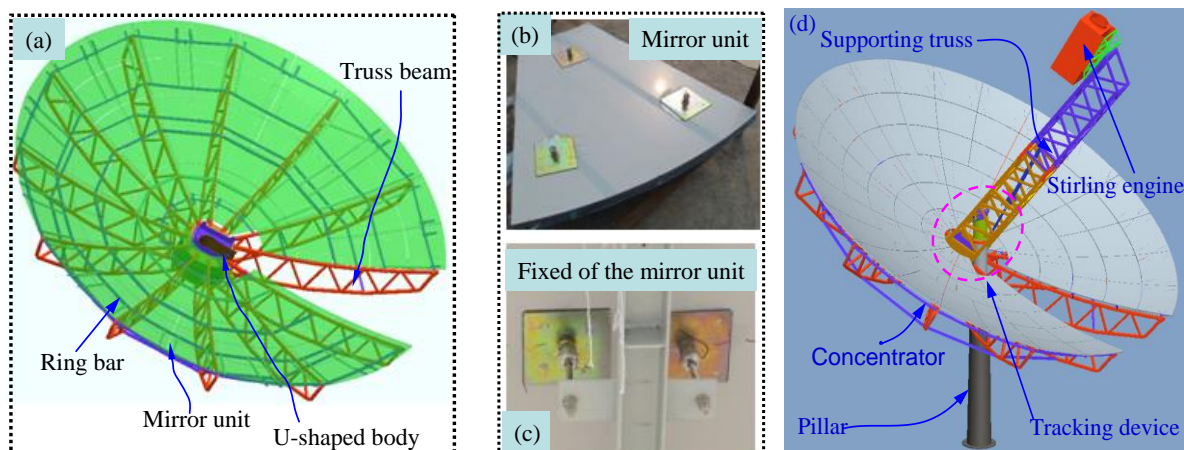 (a)
Truss beam
Ring bar
Mirror unit
U-shaped body
(b)
Mirror unit
Fixed of the mirror unit
(c)
(d)
Supporting truss
Stirling engine
Concentrator
Pillar
Tracking device